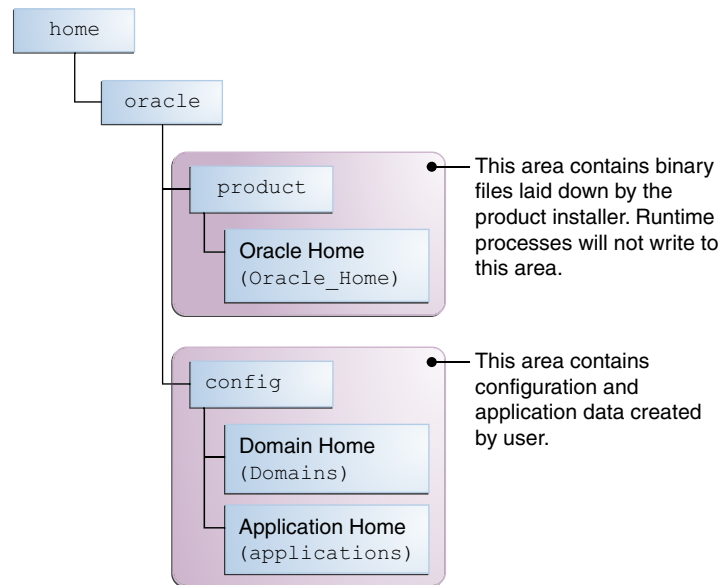 home
oracle
product
Oracle Home
(Oracle_Home)
This area contains binary
files laid down by the
product installer. Runtime
processes will not write to
this area.
config
Domain Home
(Domains)
Application Home
(applications)
This area contains
configuration and
application data created
by user.